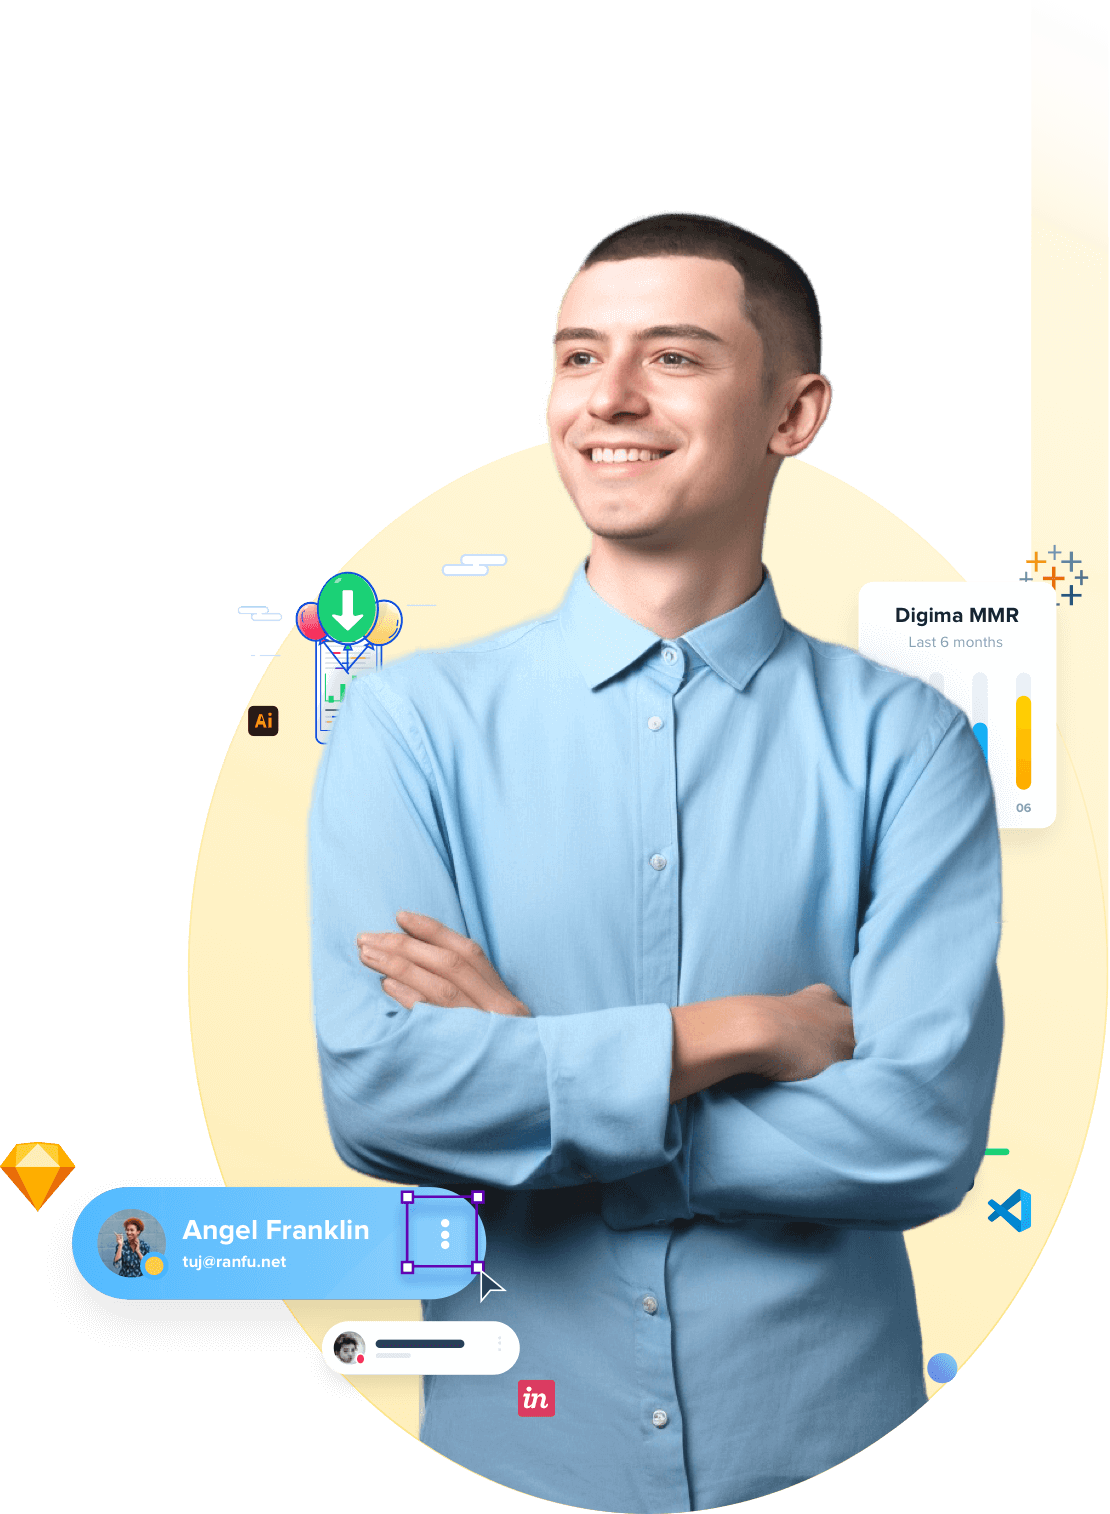 Digima MMR
Last 6 months
06
Ai
Angel Franklin
tuj@ranfu.net
in